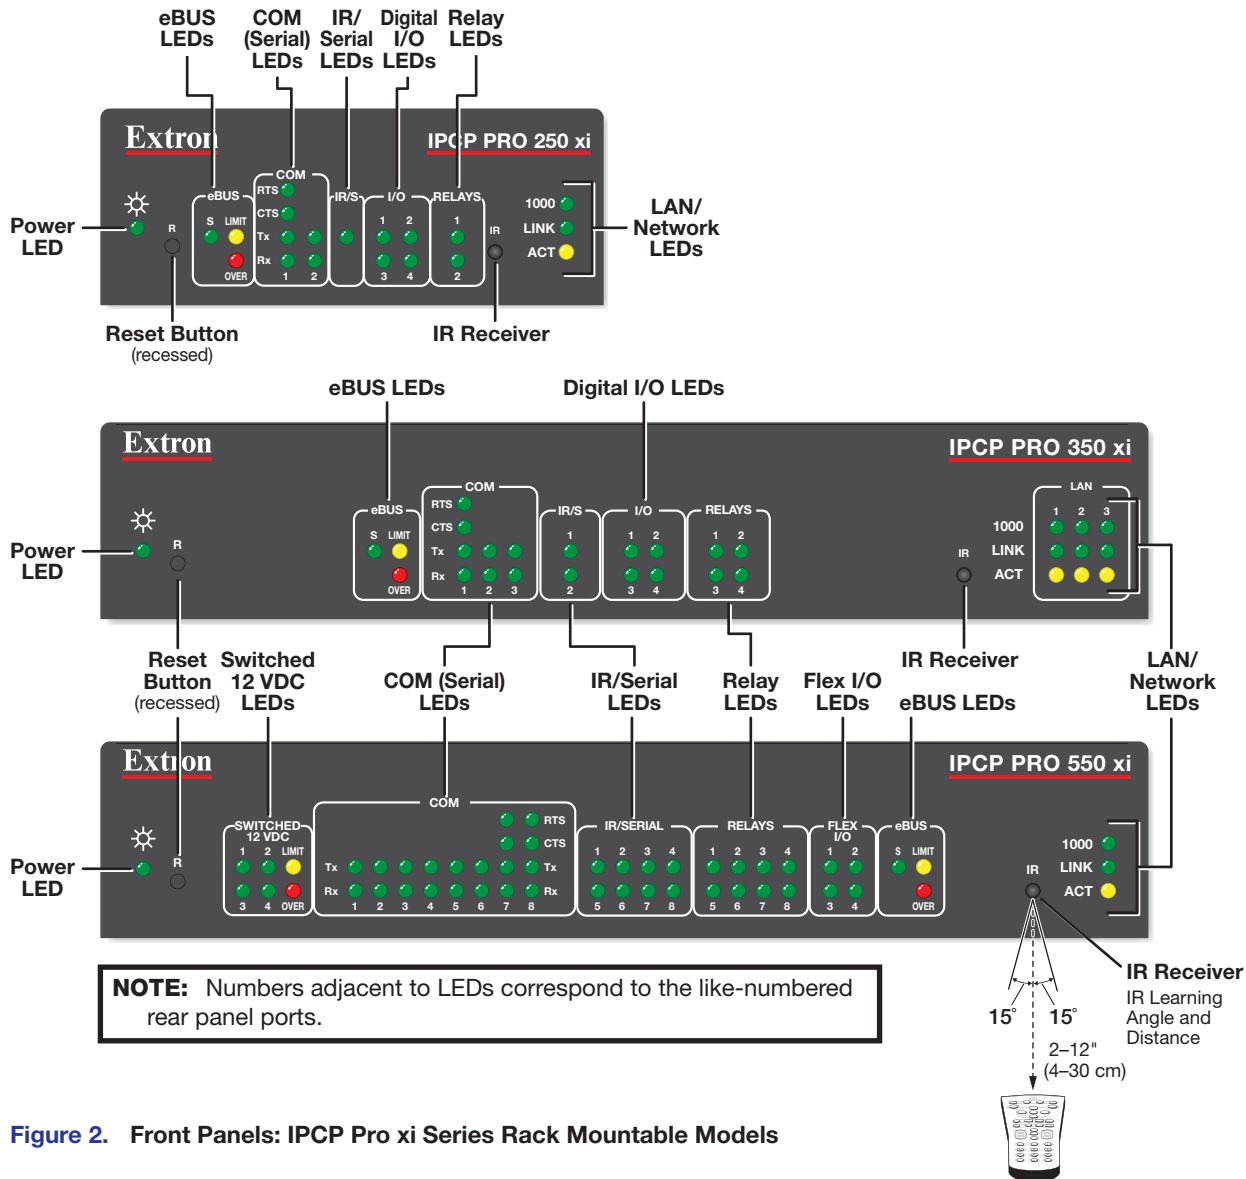 eBUS
LEDs
COM
(Serial)
LEDs
IR/
Serial
LEDs
Digital
I/O
LEDs
Relay
LEDs
Extron
IPCP PRO 250 xi
COM
RTS
CTS
Tx
Rx
1 2
eBUS
S LIMIT
OVER
IR/S
I/O
1 2
3 4
RELAYS
1
2
R
IR
1000
LINK
ACT
Power
LED
LAN/
Network
LEDs
Reset Button
(recessed)
IR Receiver
eBUS LEDs
Digital I/O LEDs
Extron
IPCP PRO 350 xi
R
eBUS
S LIMIT
OVER
COM
RTS
CTS
Tx
Rx
1 2 3
IR/S
1
2
I/O
1 2
3 4
RELAYS
1 2
3 4
IR
LAN
1 2 3
1000
LINK
ACT
Power
LED
Reset
Button
(recessed)
Switched
12 VDC
LEDs
COM (Serial)
LEDs
IR/Serial
LEDs
Relay
LEDs
Flex I/O
LEDs
IR Receiver
eBUS LEDs
LAN/
Network
LEDs
Extron
IPCP PRO 550 xi
R
SWITCHED
12 VDC
1 2 LIMIT
3 4 OVER
COM
RTS
CTS
Tx Tx
Rx Rx
1 2 3 4 5 6 7 8
IR/SERIAL
1 2 3 4
5 6 7 8
RELAYS
1 2 3 4
5 6 7 8
FLEX
I/O
1 2
3 4
eBUS
S LIMIT
OVER
IR
1000
LINK
ACT
Power
LED
NOTE: Numbers adjacent to LEDs correspond to the like-numbered
rear panel ports.
15° 15°
2–12"
(4–30 cm)
IR Receiver
IR Learning
Angle and
Distance
Figure 2. Front Panels: IPCP Pro xi Series Rack Mountable Models